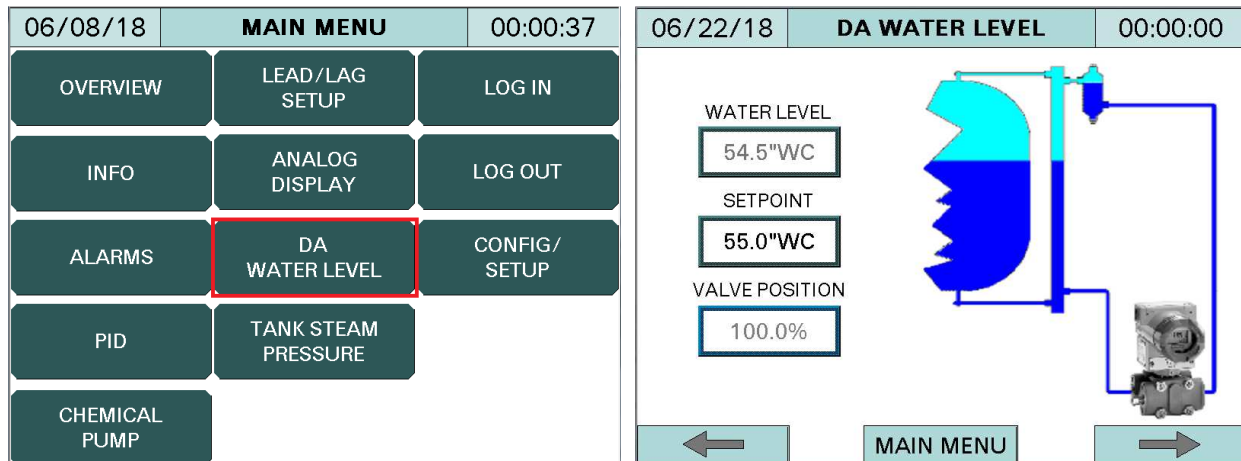 06/08/18 MAIN MENU 00:00:37
OVERVIEW
LEAD/LAG
SETUP
LOG IN
INFO
ANALOG
DISPLAY
LOG OUT
ALARMS
DA
WATER LEVEL
CONFIG/
SETUP
PID
TANK STEAM
PRESSURE
CHEMICAL
PUMP
06/22/18 DA WATER LEVEL 00:00:00
WATER LEVEL
54.5"WC
SETPOINT
55.0"WC
VALVE POSITION
100.0%
MAIN MENU